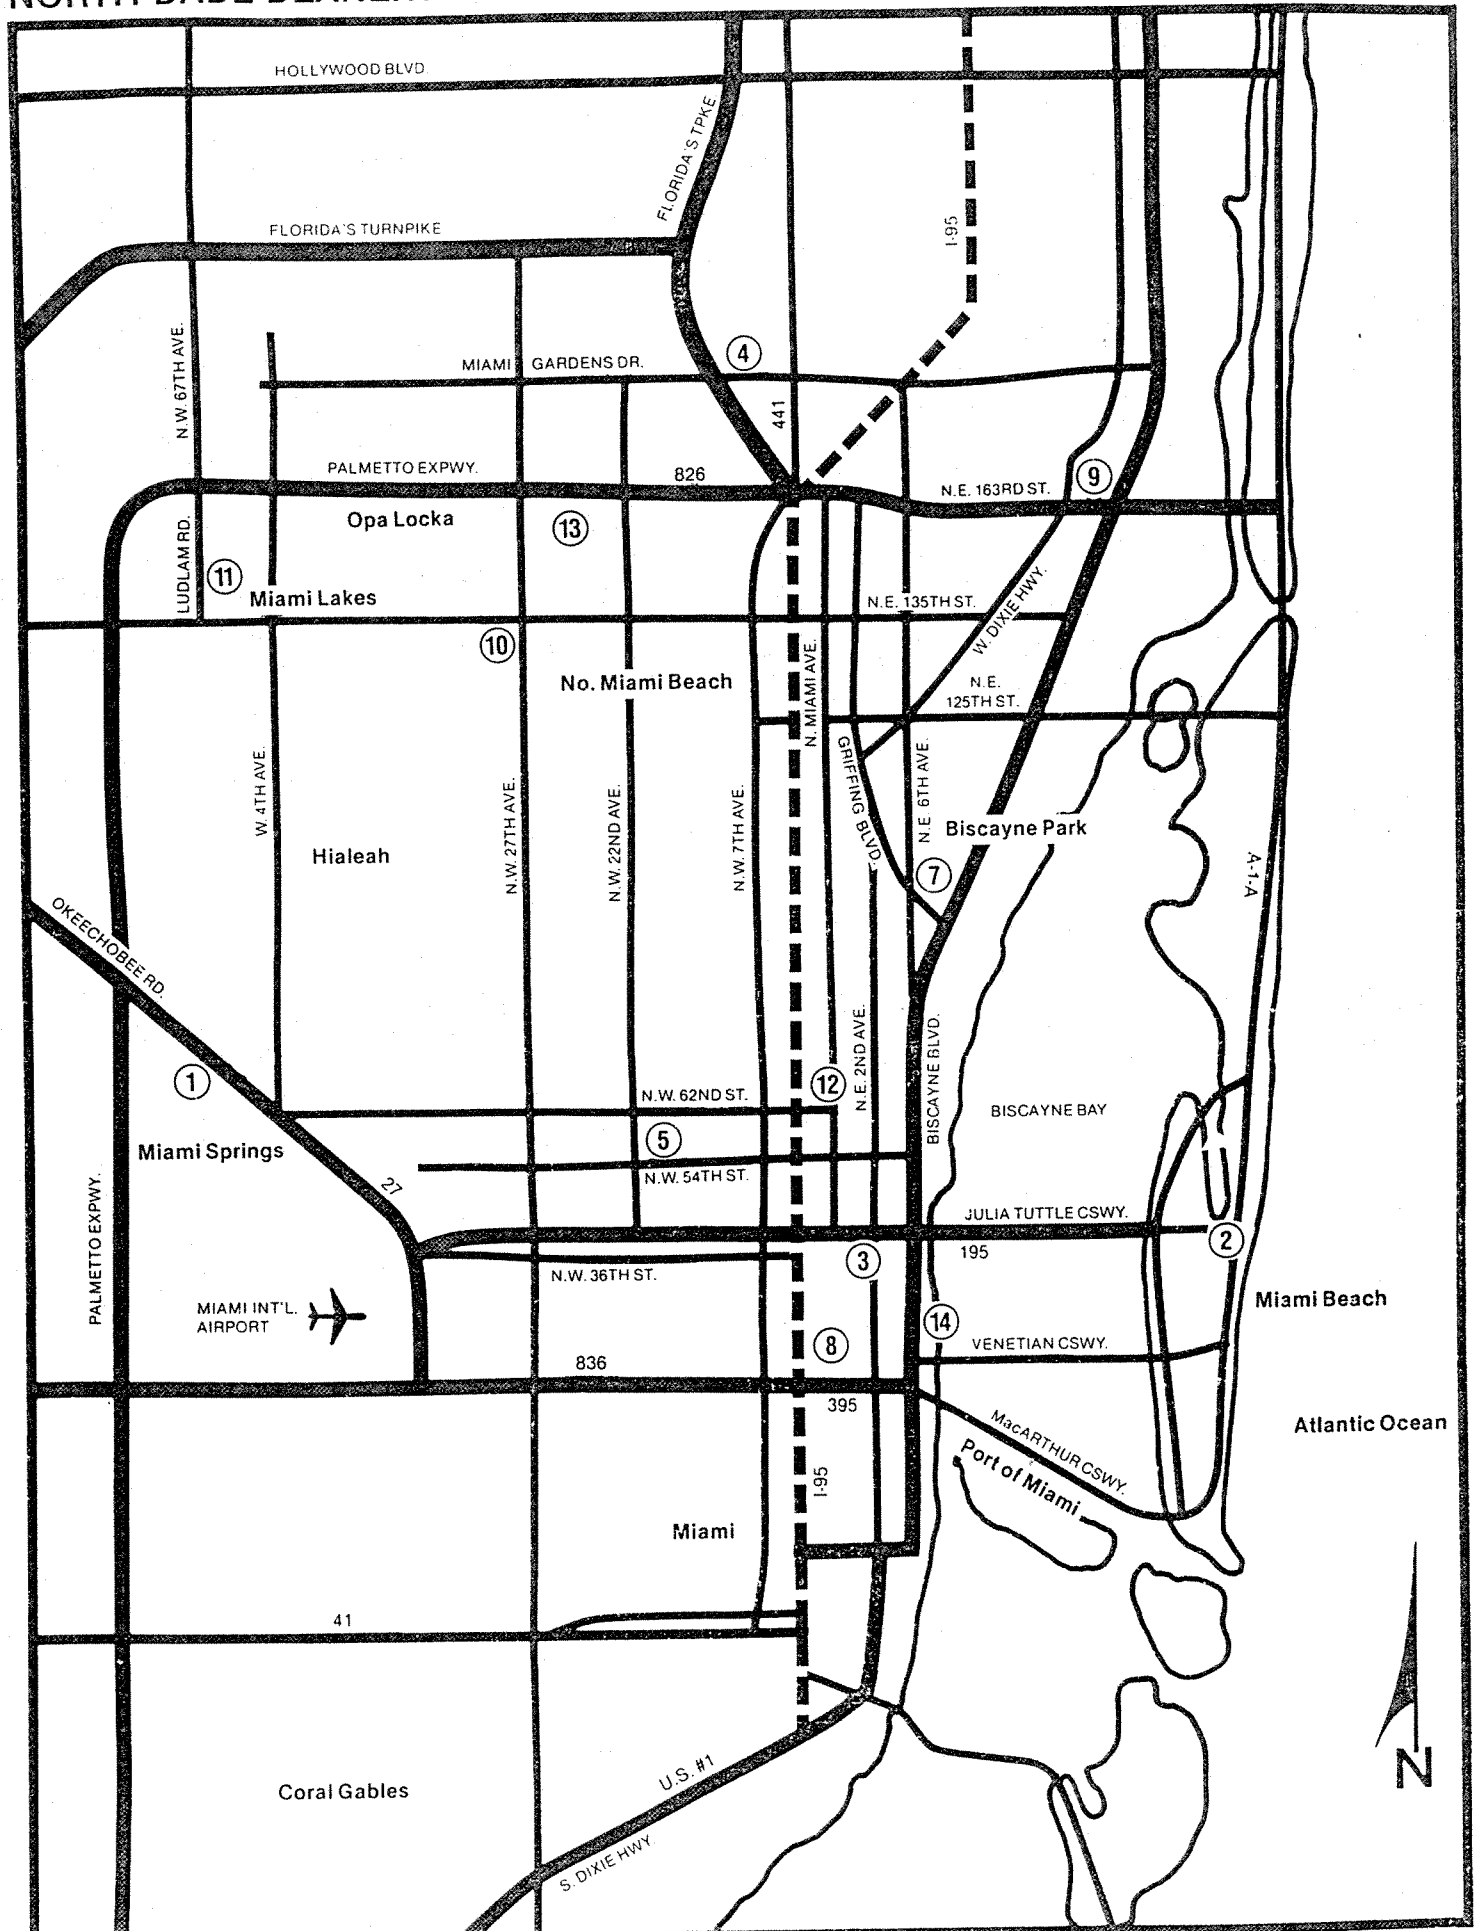 HOLLYWOOD BLVD.
FLORIDA'S TPKE
FLORIDA'S TURNPIKE
I-95
N.W. 67TH AVE.
MIAMI GARDENS DR.
4
441
PALMETTO EXPWY.
826
N.E. 163RD ST.
9
Opa Locka
13
LUDLAM RD.
11
Miami Lakes
N.E. 135TH ST.
W. DIXIE HWY.
10
No. Miami Beach
N. MIAMI AVE.
N.E.
125TH ST.
W. 4TH AVE.
N.W. 27TH AVE.
N.W. 22ND AVE.
N.W. 7TH AVE.
GRIFFING BLVD.
N.E. 6TH AVE.
Biscayne Park
Hialeah
7
A-1-A
OKEECHOBEE RD.
1
12
N.E. 2ND AVE.
BISCAYNE BLVD.
N.W. 62ND ST.
BISCAYNE BAY
5
Miami Springs
N.W. 54TH ST.
27
PALMETTO EXPWY.
JULIA TUTTLE CSWY.
195
2
3
N.W. 36TH ST.
MIAMI INT'L.
AIRPORT
Miami Beach
14
8
VENETIAN CSWY.
836
395
MacARTHUR CSWY.
Atlantic Ocean
Port of Miami
I-95
Miami
41
N
Coral Gables
U.S. #1
S. DIXIE HWY.